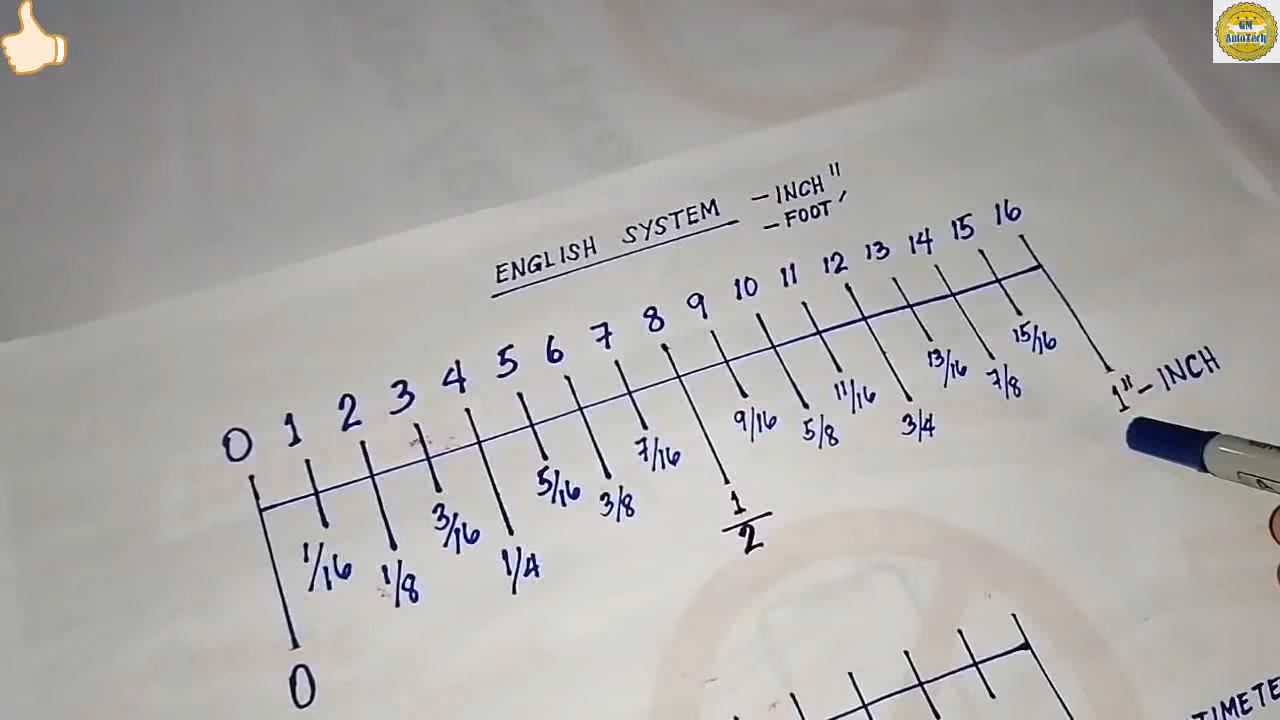 GM
AutoTech
ENGLISH SYSTEM - INCH"
- FOOT'
0 1 2 3 4 5 6 7 8 9 10 11 12 13 14 15 16
1/16 1/8 3/16 1/4 5/16 3/8 7/16 1/2 9/16 5/8 11/16 3/4 13/16 7/8 15/16 1"- INCH
0